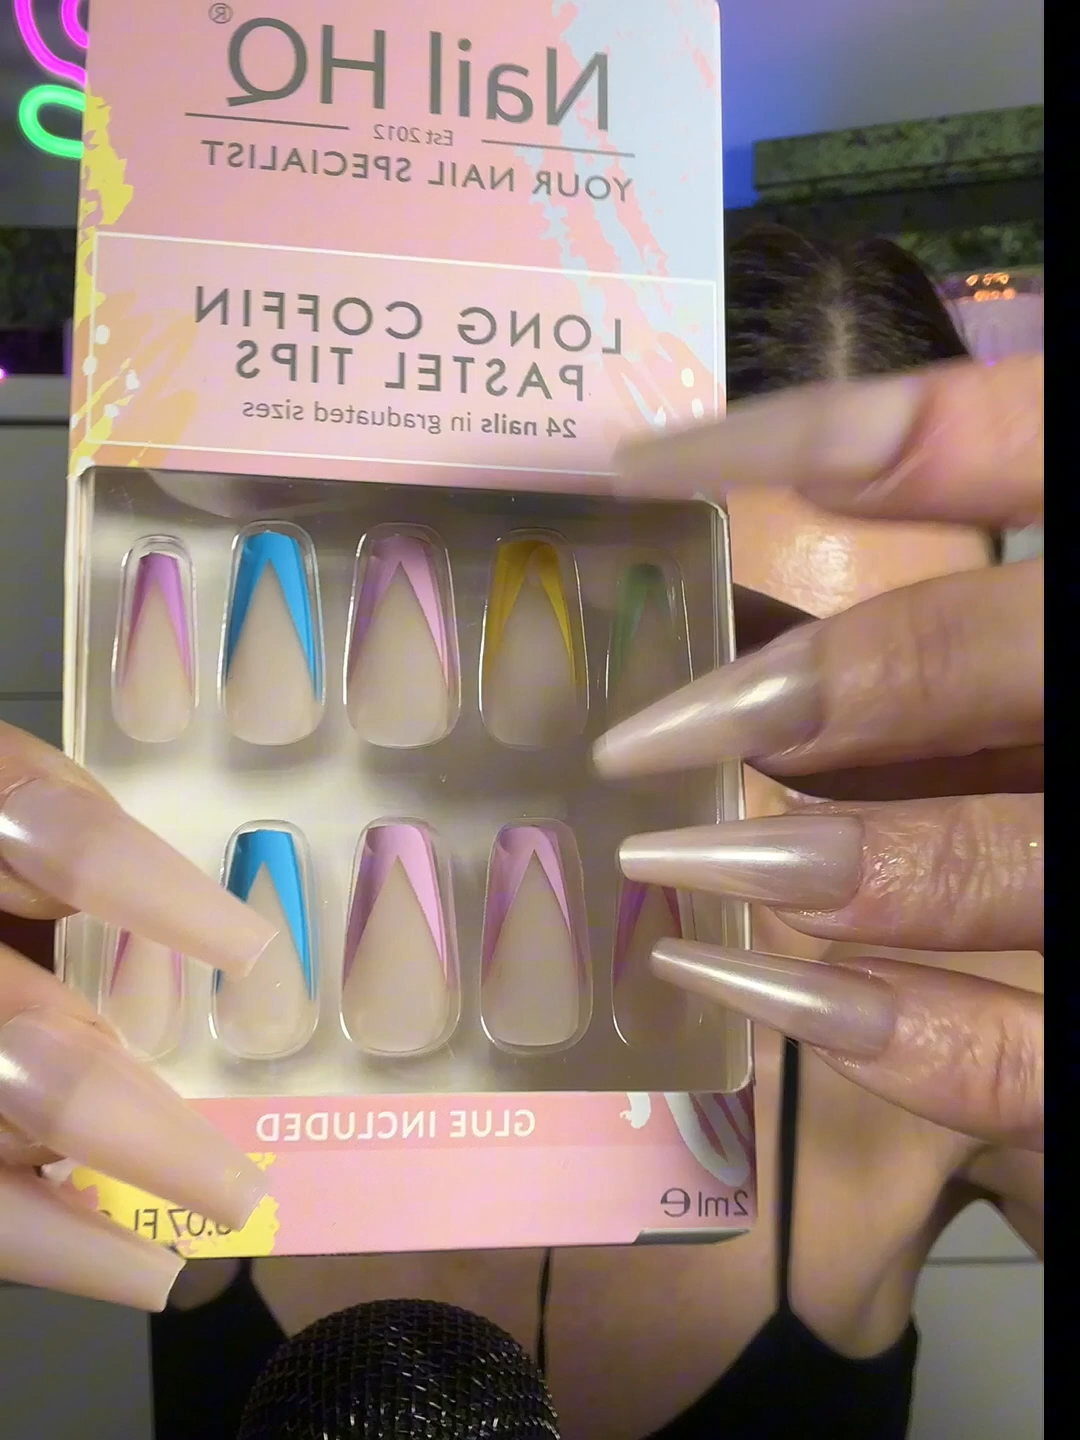 Nail HQ®
Est 2012
YOUR NAIL SPECIALIST
LONG COFFIN
PASTEL TIPS
24 nails in graduated sizes
GLUE INCLUDED
2ml e